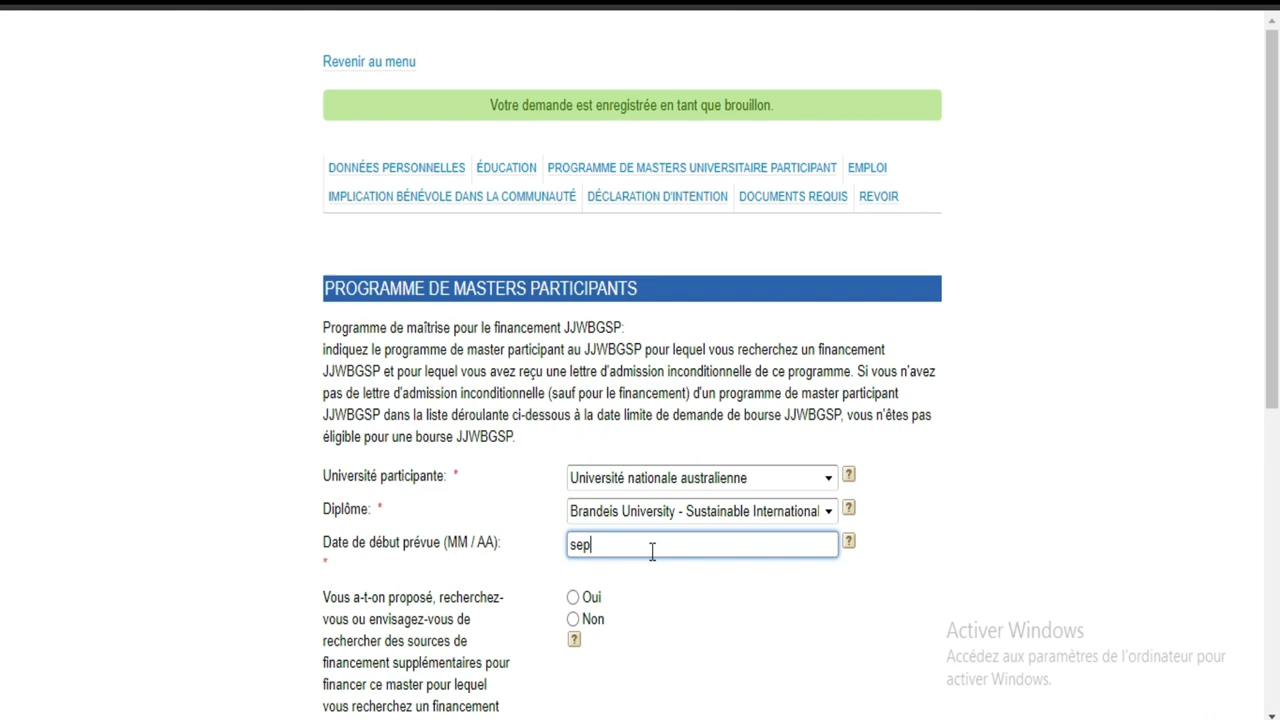 Revenir au menu
Votre demande est enregistrée en tant que brouillon.
DONNÉES PERSONNELLES ÉDUCATION PROGRAMME DE MASTERS UNIVERSITAIRE PARTICIPANT EMPLOI
IMPLICATION BÉNÉVOLE DANS LA COMMUNAUTÉ DÉCLARATION D'INTENTION DOCUMENTS REQUIS REVOIR
PROGRAMME DE MASTERS PARTICIPANTS
Programme de maîtrise pour le financement JJWBGSP:
indiquez le programme de master participant au JJWBGSP pour lequel vous recherchez un financement
JJWBGSP et pour lequel vous avez reçu une lettre d'admission inconditionnelle de ce programme. Si vous n'avez
pas de lettre d'admission inconditionnelle (sauf pour le financement) d'un programme de master participant
JJWBGSP dans la liste déroulante ci-dessous à la date limite de demande de bourse JJWBGSP, vous n'êtes pas
éligible pour une bourse JJWBGSP.
Université participante: * Université nationale australienne ?
Diplôme: * Brandeis University - Sustainable International ?
Date de début prévue (MM / AA): sep ?
*
Vous a-t-on proposé, recherchez- Oui
vous ou envisagez-vous de Non
rechercher des sources de ?
financement supplémentaires pour
financer ce master pour lequel
vous recherchez un financement
Activer Windows
Accédez aux paramètres de l'ordinateur pour
activer Windows.